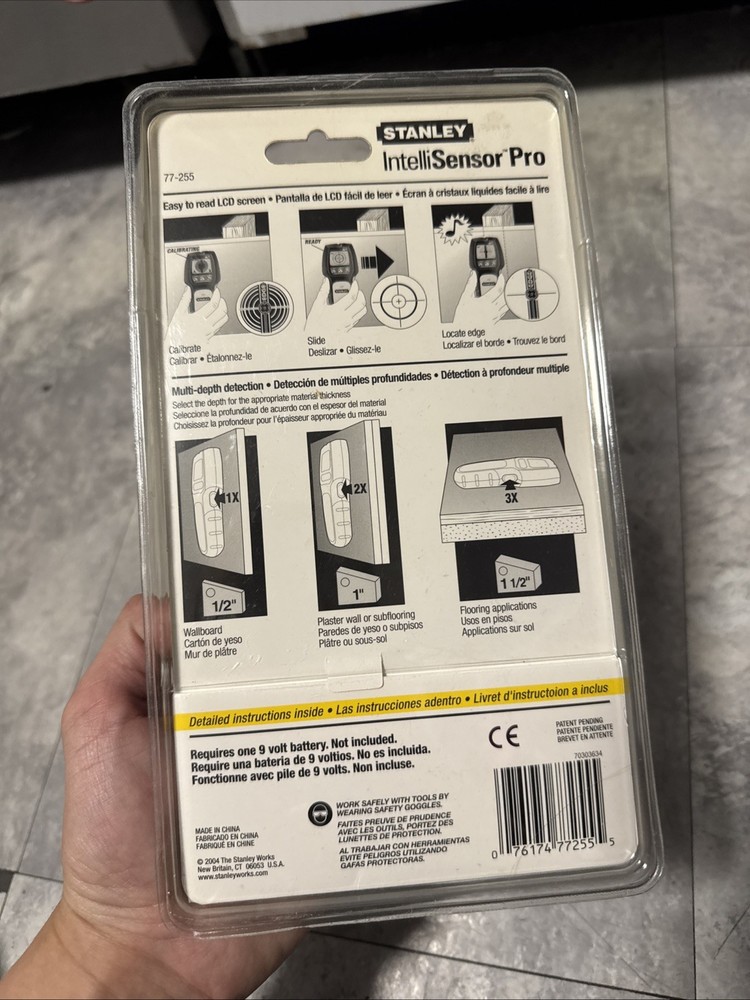 STANLEY
IntelliSensor™ Pro
77-255
Easy to read LCD screen • Pantalla de LCD fácil de leer • Écran à cristaux liquides facile à lire
CALIBRATING
READY
Calibrate
Calibrar • Étalonnez-le
Slide
Deslizar • Glissez-le
Locate edge
Localizar el borde • Trouvez le bord
Multi-depth detection • Detección de múltiples profundidades • Détection à profondeur multiple
Select the depth for the appropriate material thickness
Seleccione la profundidad de acuerdo con el espesor del material
Choisissez la profondeur pour l'épaisseur appropriée du matériau
1X
2X
3X
1/2"
1"
1 1/2"
Wallboard
Cartón de yeso
Mur de plâtre
Plaster wall or subflooring
Paredes de yeso o subpisos
Plâtre ou sous-sol
Flooring applications
Usos en pisos
Applications sur sol
Detailed instructions inside • Las instrucciones adentro • Livret d'instructoion a inclus
Requires one 9 volt battery. Not included.
Require una bateria de 9 voltios. No es incluida.
Fonctionne avec pile de 9 volts. Non incluse.
CE
PATENT PENDING
PATENTE PENDIENTE
BREVET EN ATTENTE
70303634
WORK SAFELY WITH TOOLS BY
WEARING SAFETY GOGGLES.
FAITES PREUVE DE PRUDENCE
AVEC LES OUTILS, PORTEZ DES
LUNETTES DE PROTECTION.
AL TRABAJAR CON HERRAMIENTAS
EVITE PELIGROS UTILIZANDO
GAFAS PROTECTORAS.
MADE IN CHINA
FABRICADO EN CHINA
FABRIQUÉ EN CHINE
© 2004 The Stanley Works
New Britain, CT 06053 U.S.A.
www.stanleyworks.com
0 76174 77255 5